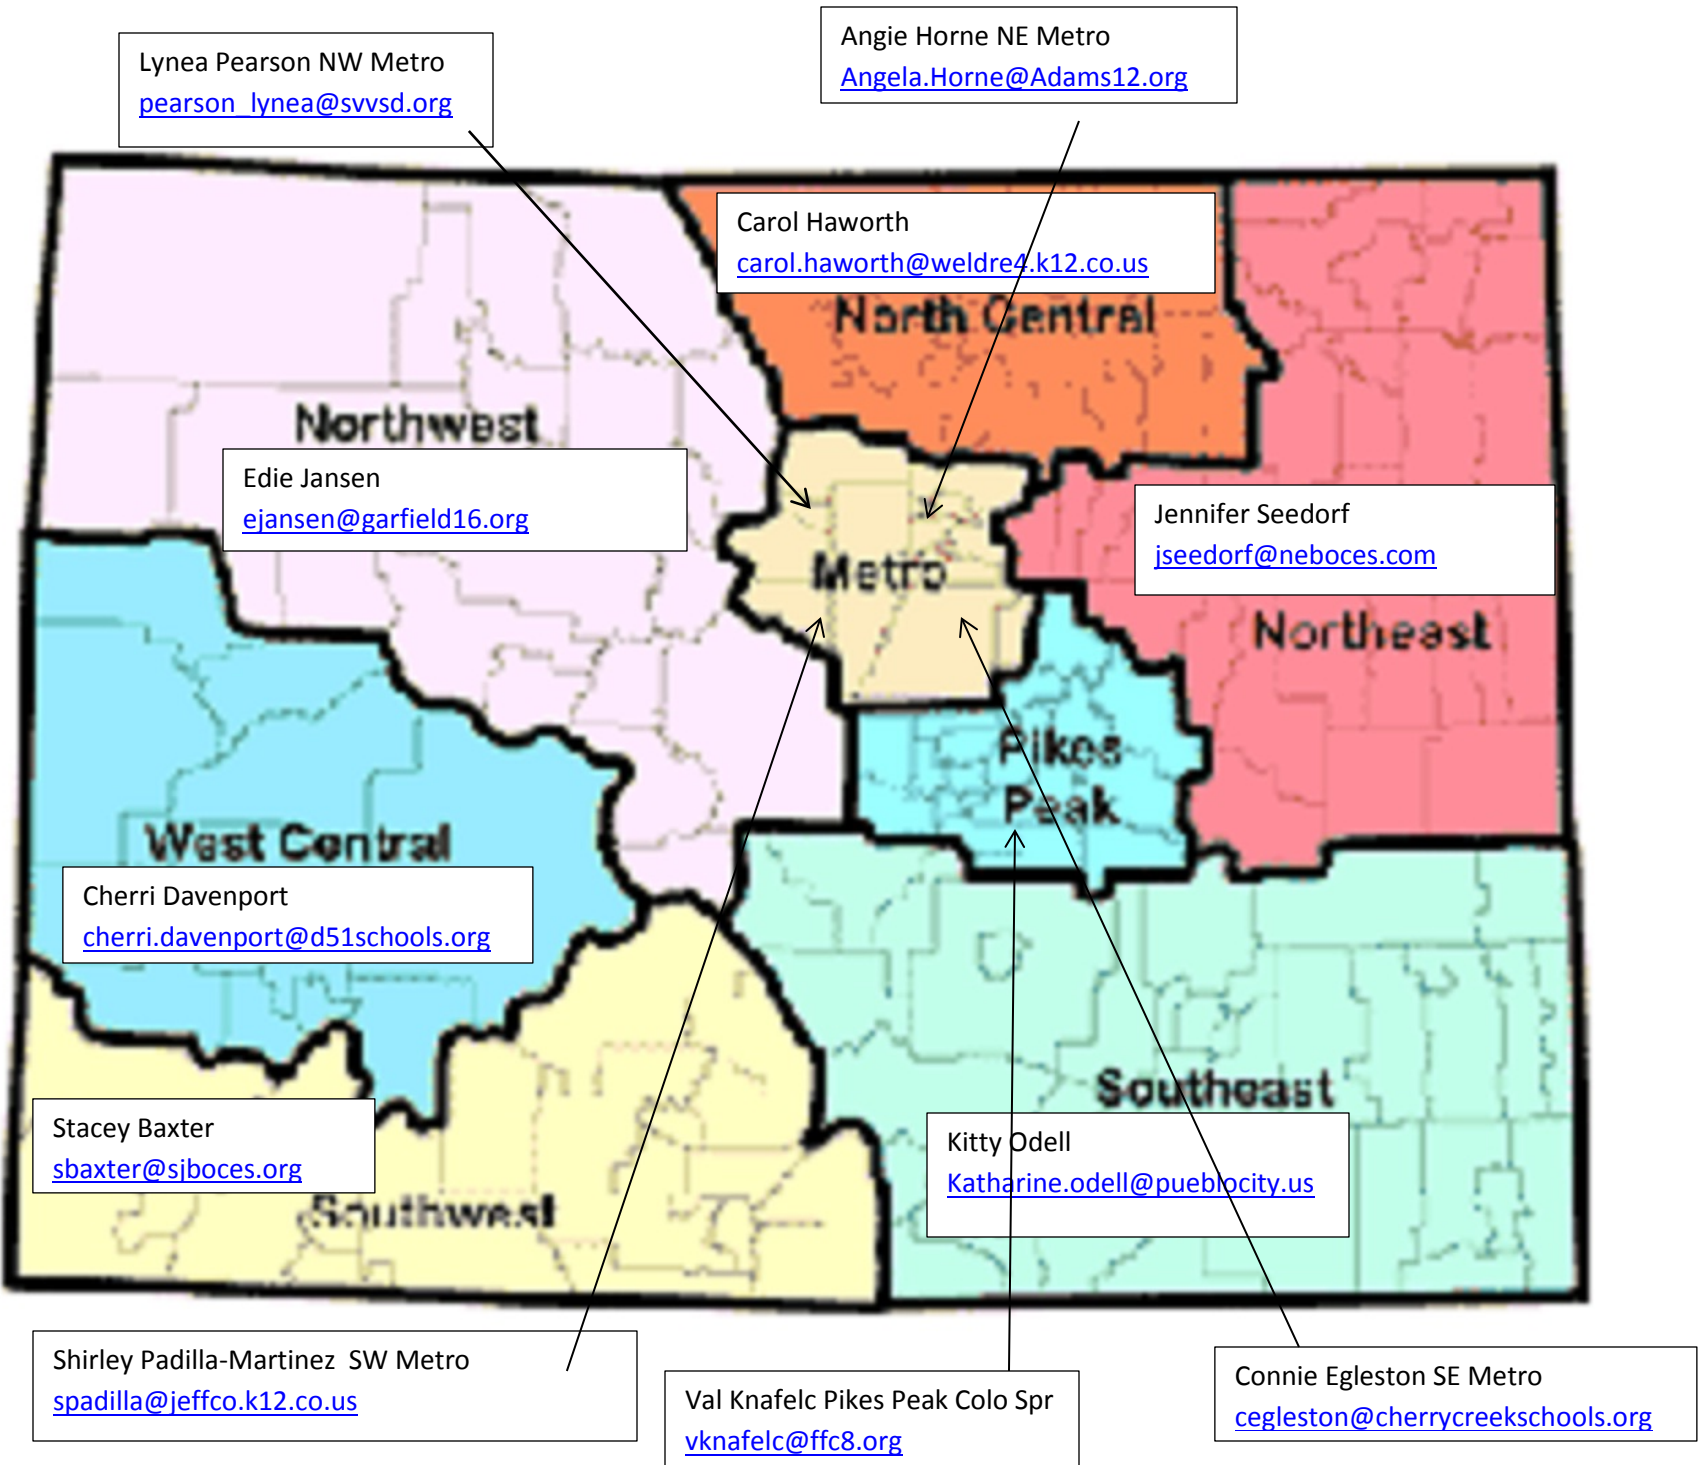 Lynea Pearson NW Metro
pearson_lynea@svvsd.org
Angie Horne NE Metro
Angela.Horne@Adams12.org
Carol Haworth
carol.haworth@weldre4.k12.co.us
North Central
Northwest
Edie Jansen
ejansen@garfield16.org
Jennifer Seedorf
jseedorf@neboces.com
Metro
Northeast
Pikes
Peak
West Central
Cherri Davenport
cherri.davenport@d51schools.org
Southeast
Stacey Baxter
sbaxter@sjboces.org
Kitty Odell
Katharine.odell@pueblocity.us
Southwest
Shirley Padilla-Martinez  SW Metro
spadilla@jeffco.k12.co.us
Val Knafelc Pikes Peak Colo Spr
vknafelc@ffc8.org
Connie Egleston SE Metro
cegleston@cherrycreekschools.org